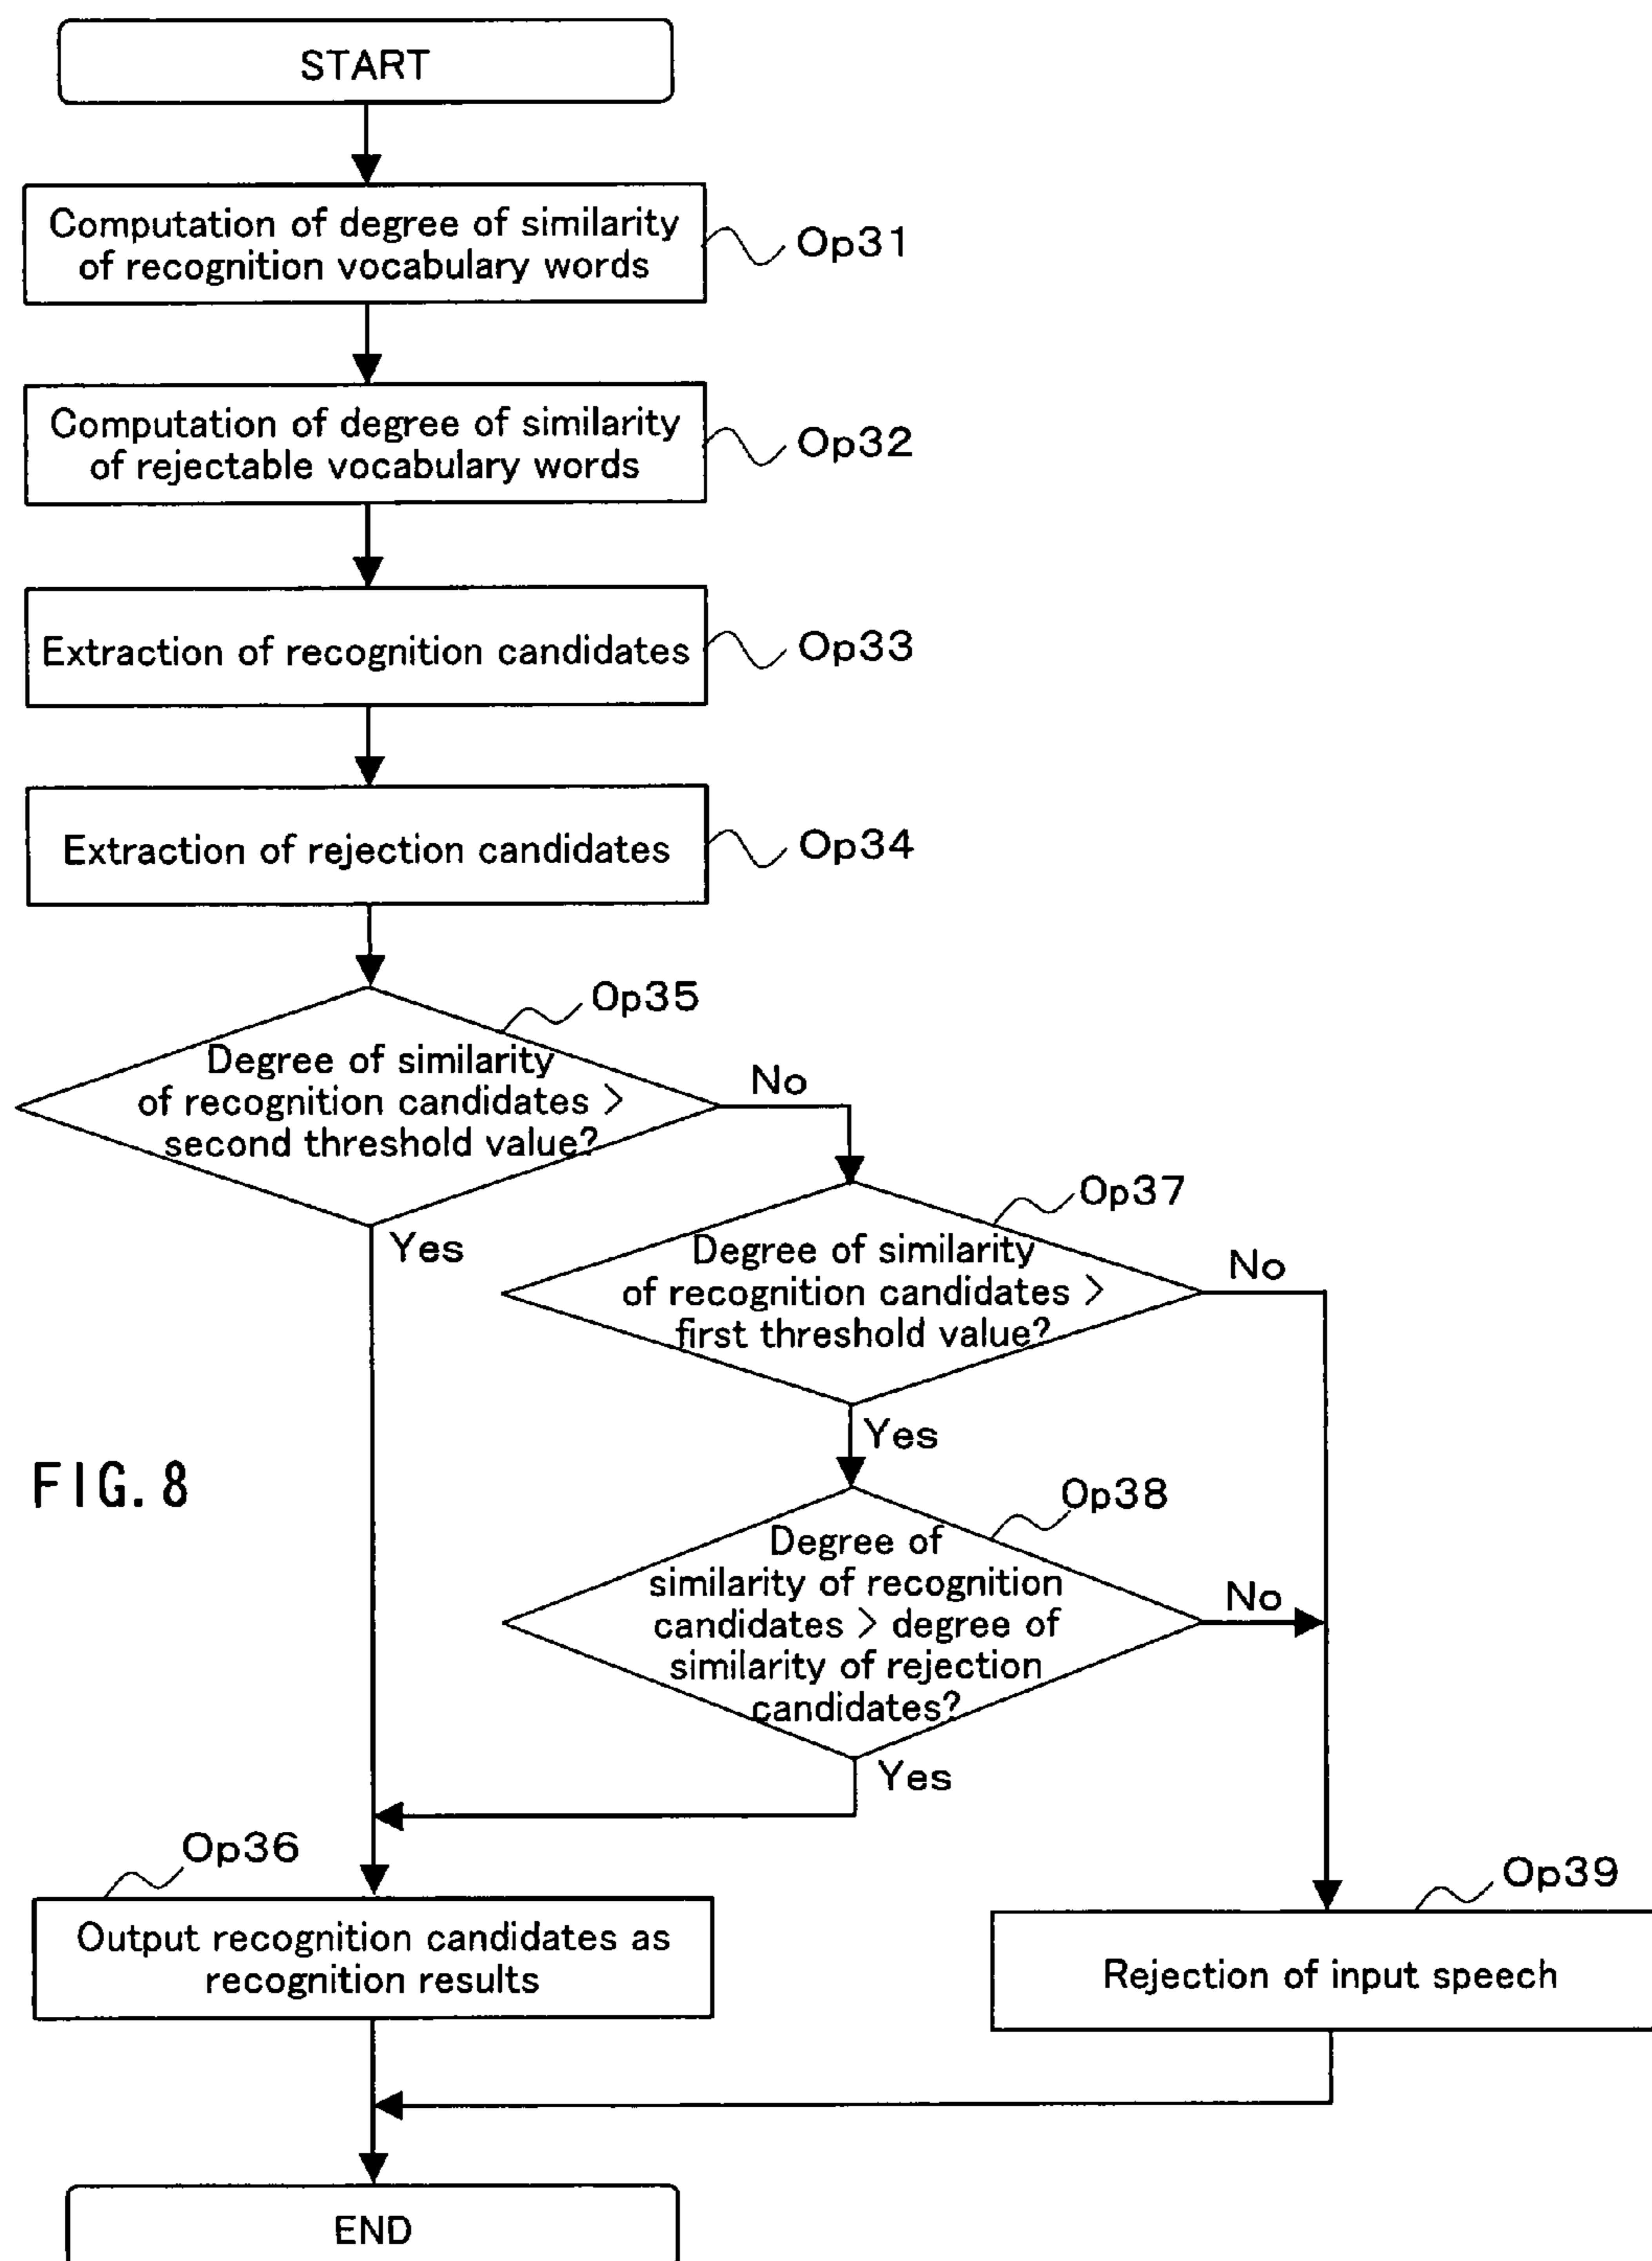 START
Computation of degree of similarity
of recognition vocabulary words
Op31
Computation of degree of similarity
of rejectable vocabulary words
Op32
Extraction of recognition candidates
Op33
Extraction of rejection candidates
Op34
Op35
Degree of similarity
of recognition candidates >
second threshold value?
No
Yes
Op37
Degree of similarity
of recognition candidates >
first threshold value?
No
Yes
FIG. 8
Op38
Degree of
similarity of recognition
candidates > degree of
similarity of rejection
candidates?
No
Yes
Op36
Output recognition candidates as
recognition results
Op39
Rejection of input speech
END